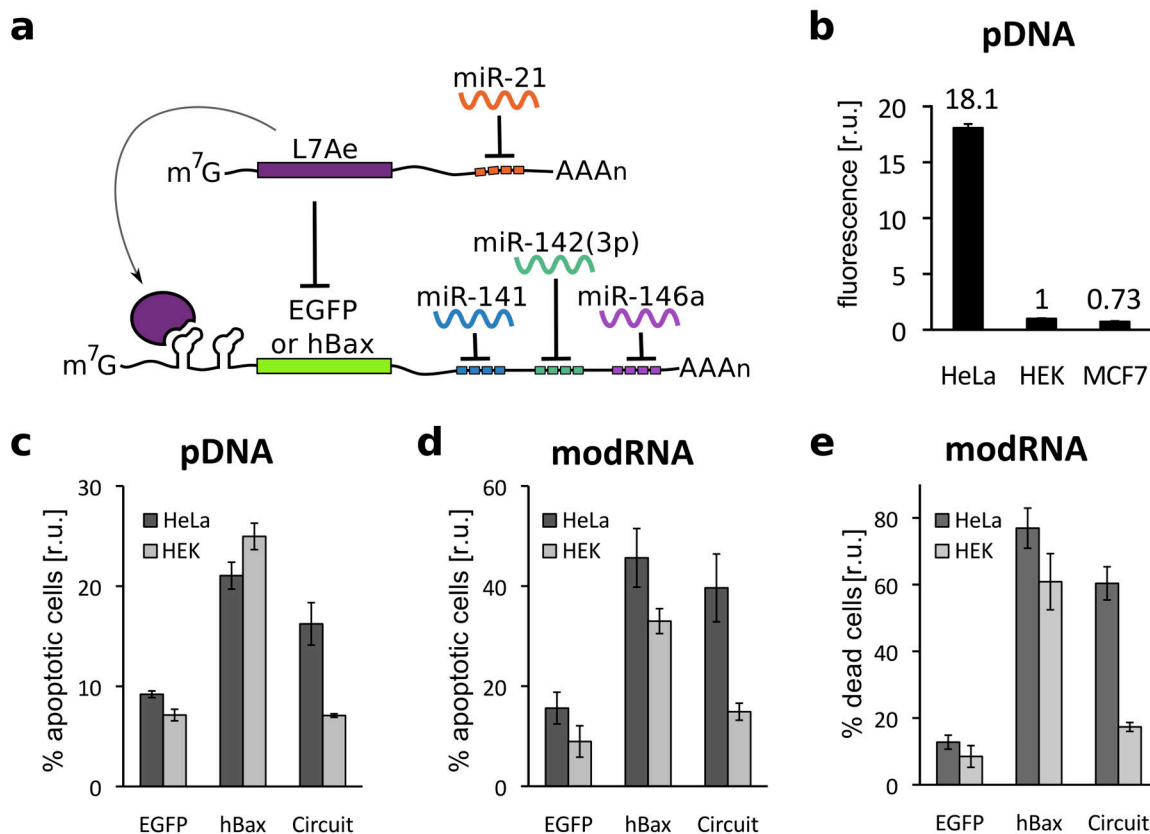 a
miR-21
L7Ae
m⁷G
AAAn
miR-142(3p)
miR-141
miR-146a
EGFP
or hBax
m⁷G
AAAn
b
pDNA
fluorescence [r.u.]
20
15
10
5
0
18.1
1
0.73
HeLa HEK MCF7
c
pDNA
% apoptotic cells [r.u.]
30
20
10
0
HeLa
HEK
EGFP hBax Circuit
d
modRNA
% apoptotic cells [r.u.]
60
40
20
0
HeLa
HEK
EGFP hBax Circuit
e
modRNA
% dead cells [r.u.]
80
60
40
20
0
HeLa
HEK
EGFP hBax Circuit